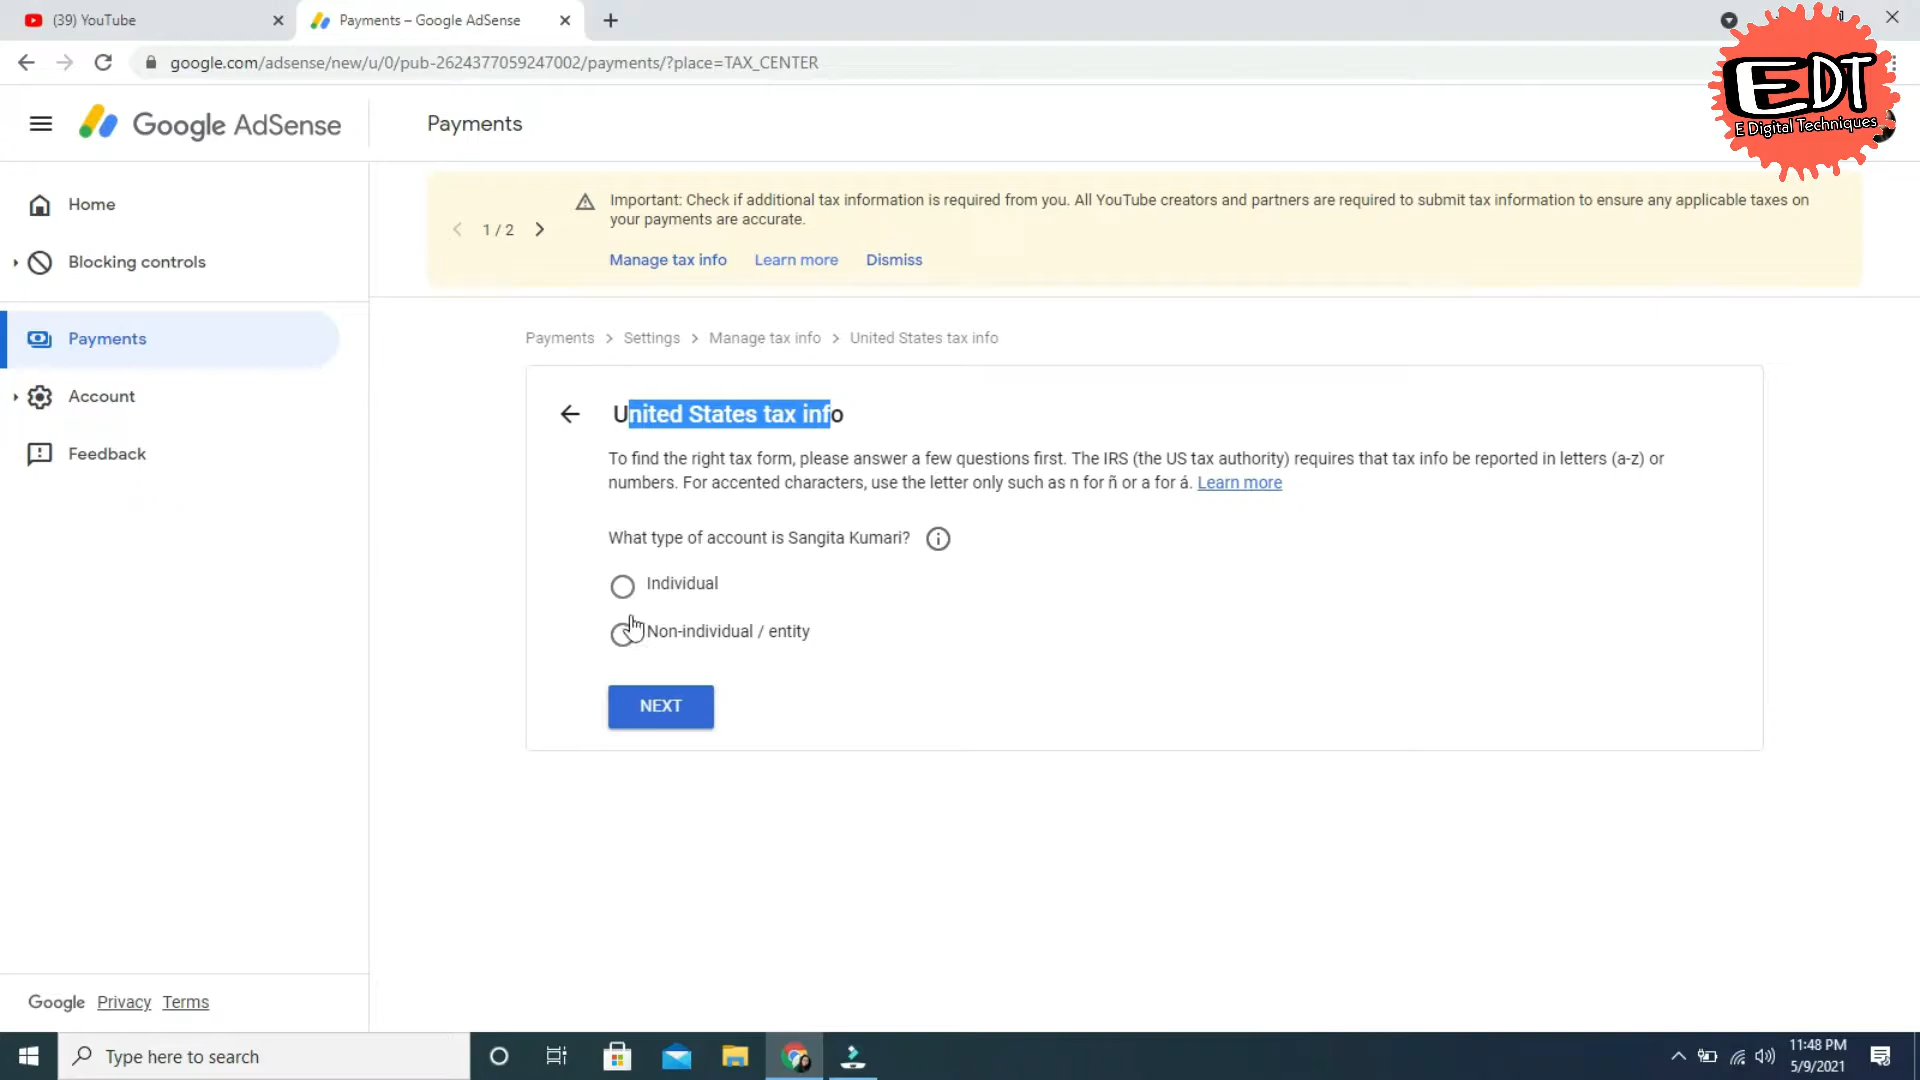 (39) YouTube
Payments – Google AdSense
google.com/adsense/new/u/0/pub-2624377059247002/payments/?place=TAX_CENTER
EDT
E Digital Techniques
Google AdSense
Payments
Home
Blocking controls
Payments
Account
Feedback
1 / 2
Important: Check if additional tax information is required from you. All YouTube creators and partners are required to submit tax information to ensure any applicable taxes on
your payments are accurate.
Manage tax info Learn more Dismiss
Payments > Settings > Manage tax info > United States tax info
United States tax info
To find the right tax form, please answer a few questions first. The IRS (the US tax authority) requires that tax info be reported in letters (a-z) or
numbers. For accented characters, use the letter only such as n for ñ or a for á. Learn more
What type of account is Sangita Kumari?
Individual
Non-individual / entity
NEXT
Google Privacy Terms
Type here to search
11:48 PM
5/9/2021